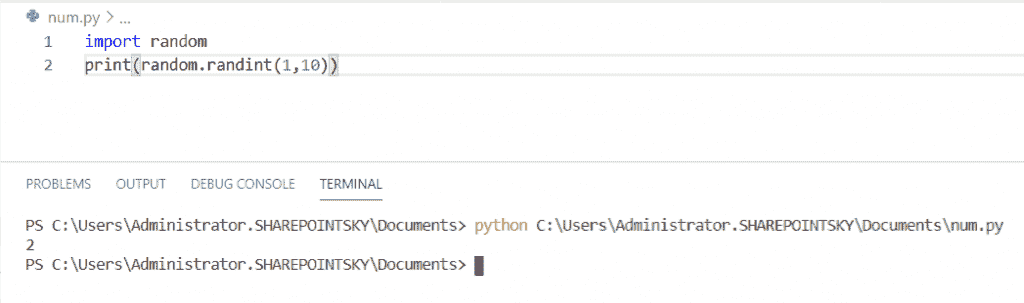 num.py > ...
1 import random
2 print(random.randint(1,10))
PROBLEMS OUTPUT DEBUG CONSOLE TERMINAL
PS C:\Users\Administrator.SHAREPOINTSKY\Documents> python C:\Users\Administrator.SHAREPOINTSKY\Documents\num.py
2
PS C:\Users\Administrator.SHAREPOINTSKY\Documents>